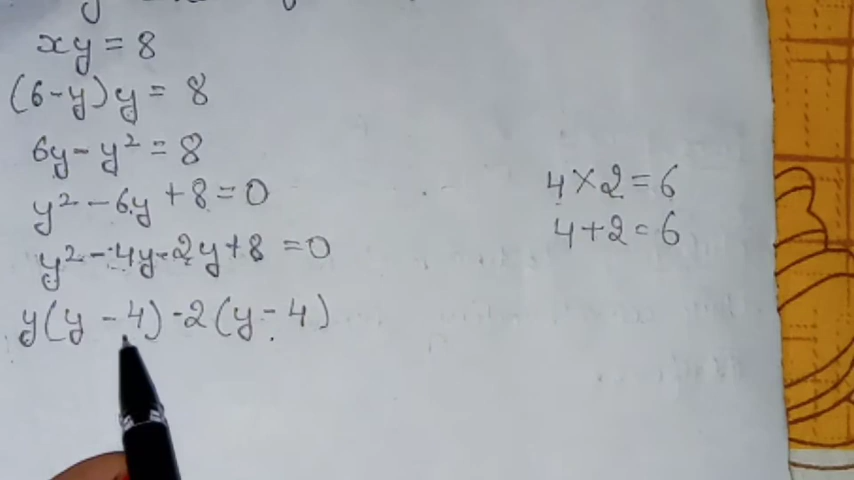 xy = 8
(6-y)y = 8
6y - y² = 8
y² - 6y + 8 = 0
y² - 4y - 2y + 8 = 0
y(y - 4) - 2(y - 4)
4 × 2 = 6
4 + 2 = 6